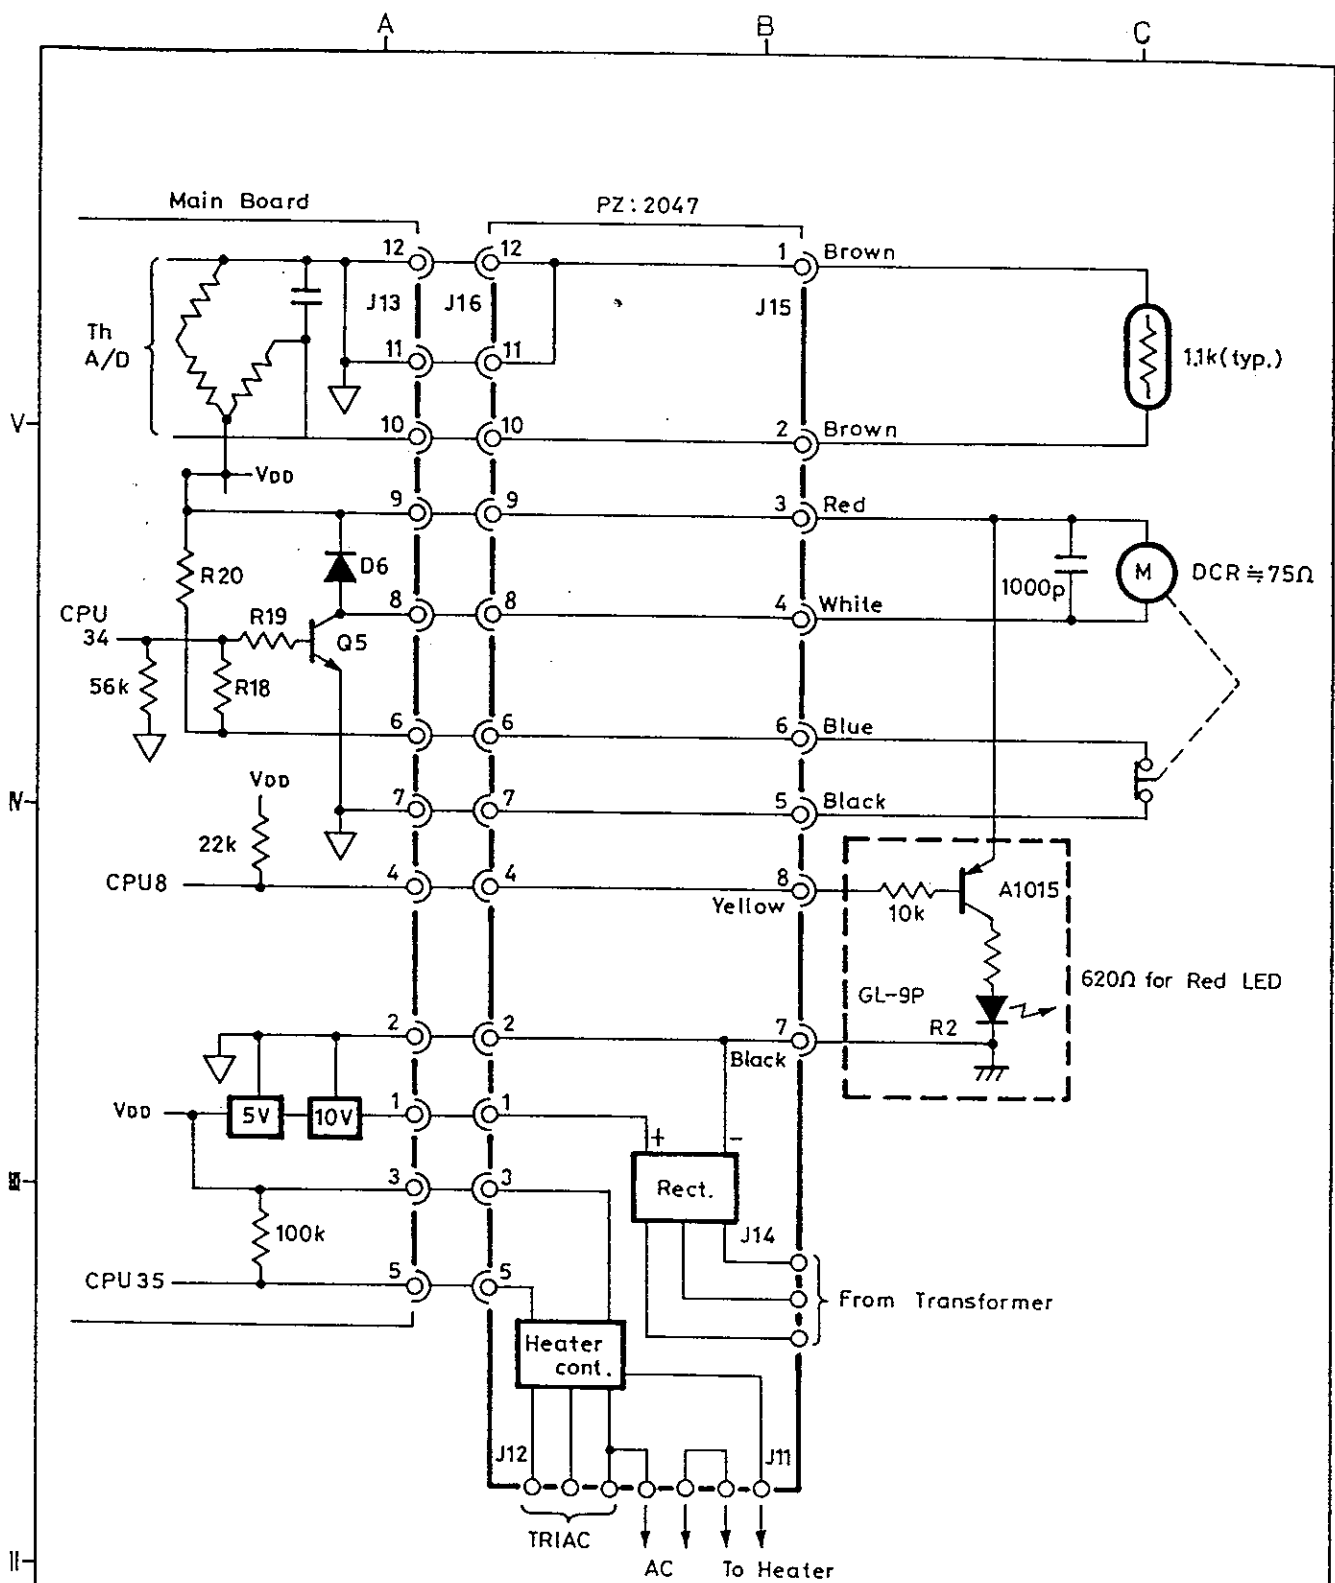 A B C
Main Board PZ:2047
12 12 1 Brown
J13 J16 J15
Th
A/D
11 11
1.1k(typ.)
V
10 10 2 Brown
VDD
9 9 3 Red
R20 D6
1000p M DCR≒75Ω
CPU
34
R19 8 8 4 White
Q5
56k R18
6 6 6 Blue
VDD
IV
7 7 5 Black
22k
CPU8 4 4 8 Yellow
10k A1015
GL-9P 620Ω for Red LED
R2
2 2 7 Black
VDD 5V 10V 1 1
+ -
Rect.
III
3 3
J14
100k
CPU35 5 5
From Transformer
Heater
cont.
J12 J11
TRIAC
AC To Heater
II